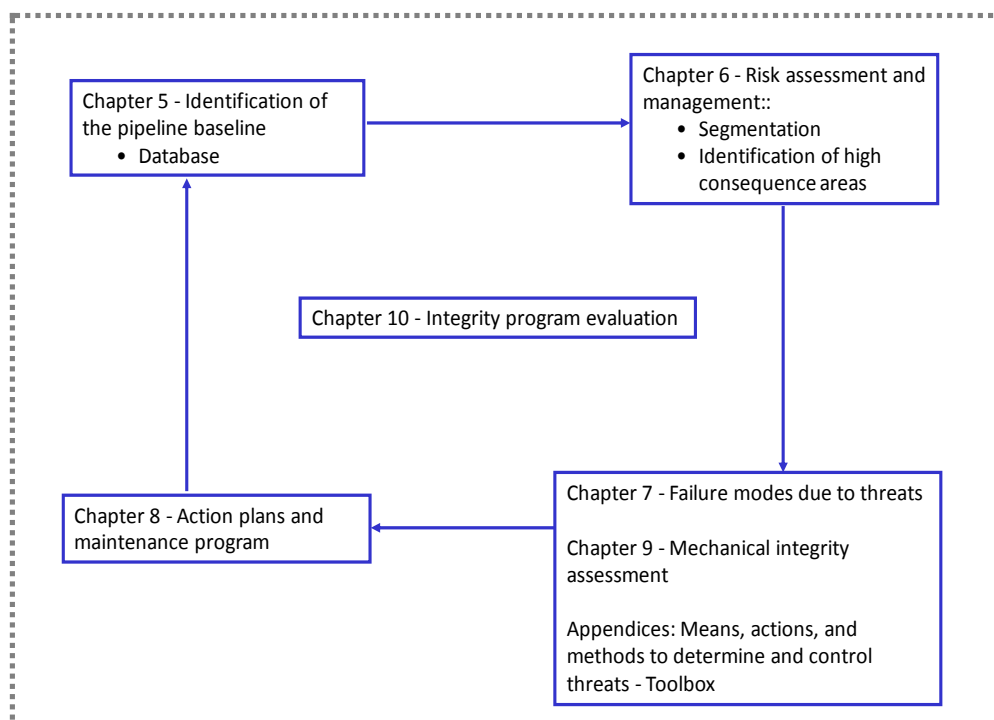 Chapter 5 - Identification of
the pipeline baseline
• Database
Chapter 6 - Risk assessment and
management::
• Segmentation
• Identification of high
consequence areas
Chapter 10 - Integrity program evaluation
Chapter 8 - Action plans and
maintenance program
Chapter 7 - Failure modes due to threats
Chapter 9 - Mechanical integrity
assessment
Appendices: Means, actions, and
methods to determine and control
threats - Toolbox